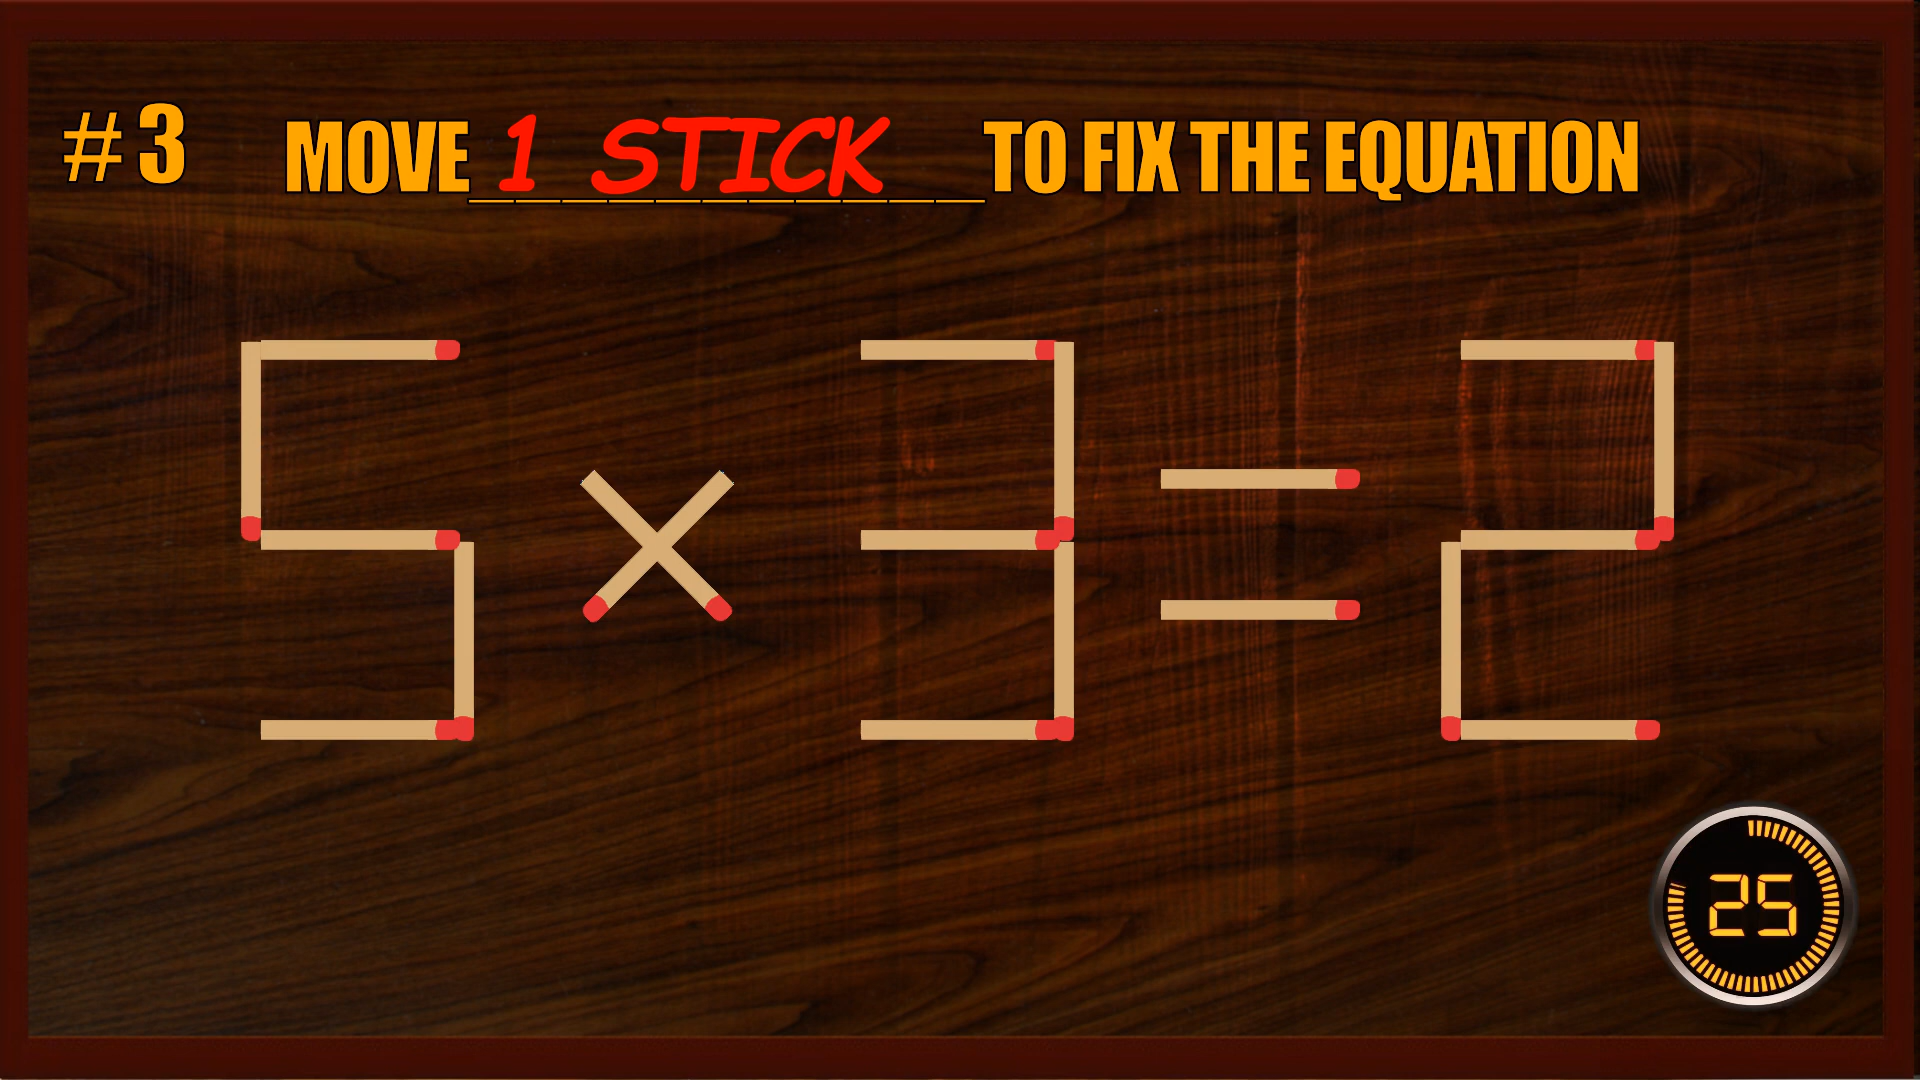 #3 MOVE 1 STICK TO FIX THE EQUATION
5 × 3 = 2
25